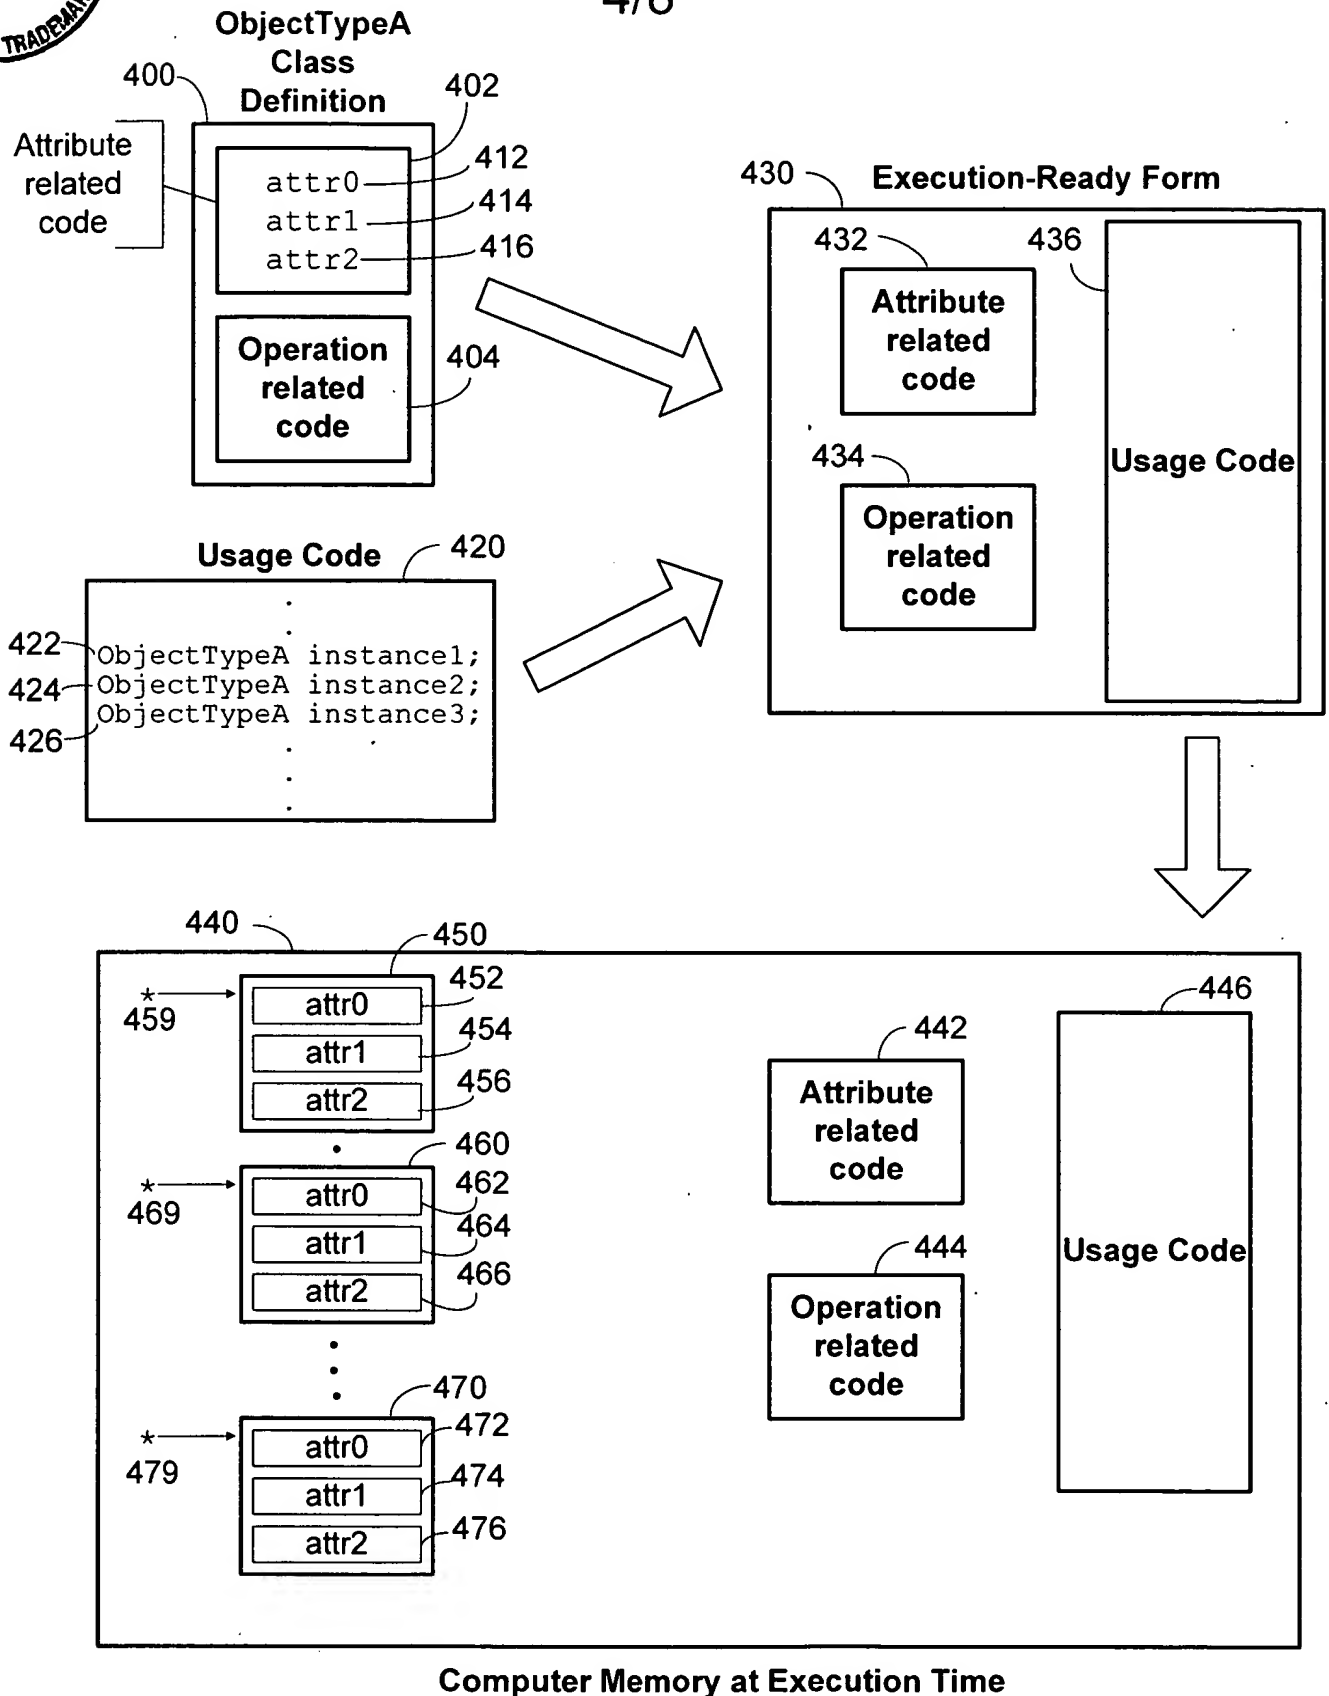 TRADEMAR
4/6
ObjectTypeA
Class
Definition
400
402
Attribute
related
code
attr0
412
attr1
414
attr2
416
Operation
related
code
404
430
Execution-Ready Form
432
436
Attribute
related
code
Usage Code
434
Operation
related
code
Usage Code
420
.
.
422
ObjectTypeA instance1;
424
ObjectTypeA instance2;
ObjectTypeA instance3;
426
.
.
.
440
450
452
*
459
attr0
attr1
454
attr2
456
460
*
469
attr0
462
attr1
464
attr2
466
470
*
479
attr0
472
attr1
474
attr2
476
442
Attribute
related
code
444
Operation
related
code
446
Usage Code
Computer Memory at Execution Time